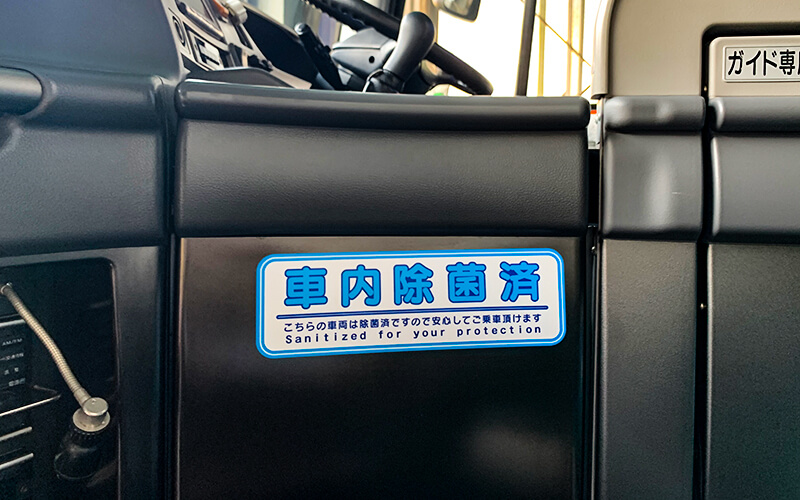 ガイド専
車内除菌済
こちらの車両は除菌済ですので安心してご乗車頂けます
Sanitized for your protection
AM/FM